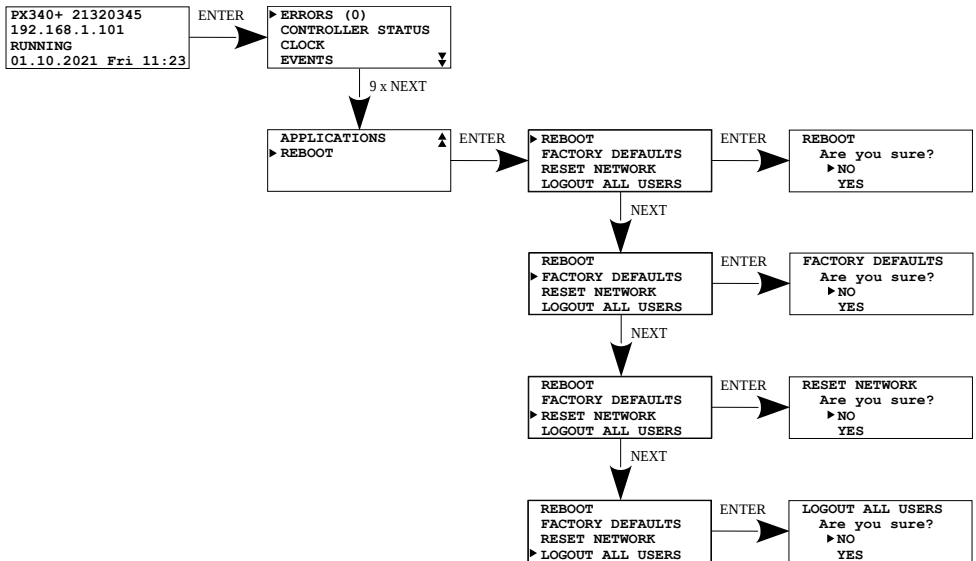 PX340+ 21320345
192.168.1.101
RUNNING
01.10.2021 Fri 11:23
ENTER
ERRORS (0)
CONTROLLER STATUS
CLOCK
EVENTS
9 x NEXT
APPLICATIONS
REBOOT
ENTER
REBOOT
FACTORY DEFAULTS
RESET NETWORK
LOGOUT ALL USERS
ENTER
REBOOT
Are you sure?
NO
YES
NEXT
REBOOT
FACTORY DEFAULTS
RESET NETWORK
LOGOUT ALL USERS
ENTER
FACTORY DEFAULTS
Are you sure?
NO
YES
NEXT
REBOOT
FACTORY DEFAULTS
RESET NETWORK
LOGOUT ALL USERS
ENTER
RESET NETWORK
Are you sure?
NO
YES
NEXT
REBOOT
FACTORY DEFAULTS
RESET NETWORK
LOGOUT ALL USERS
ENTER
LOGOUT ALL USERS
Are you sure?
NO
YES